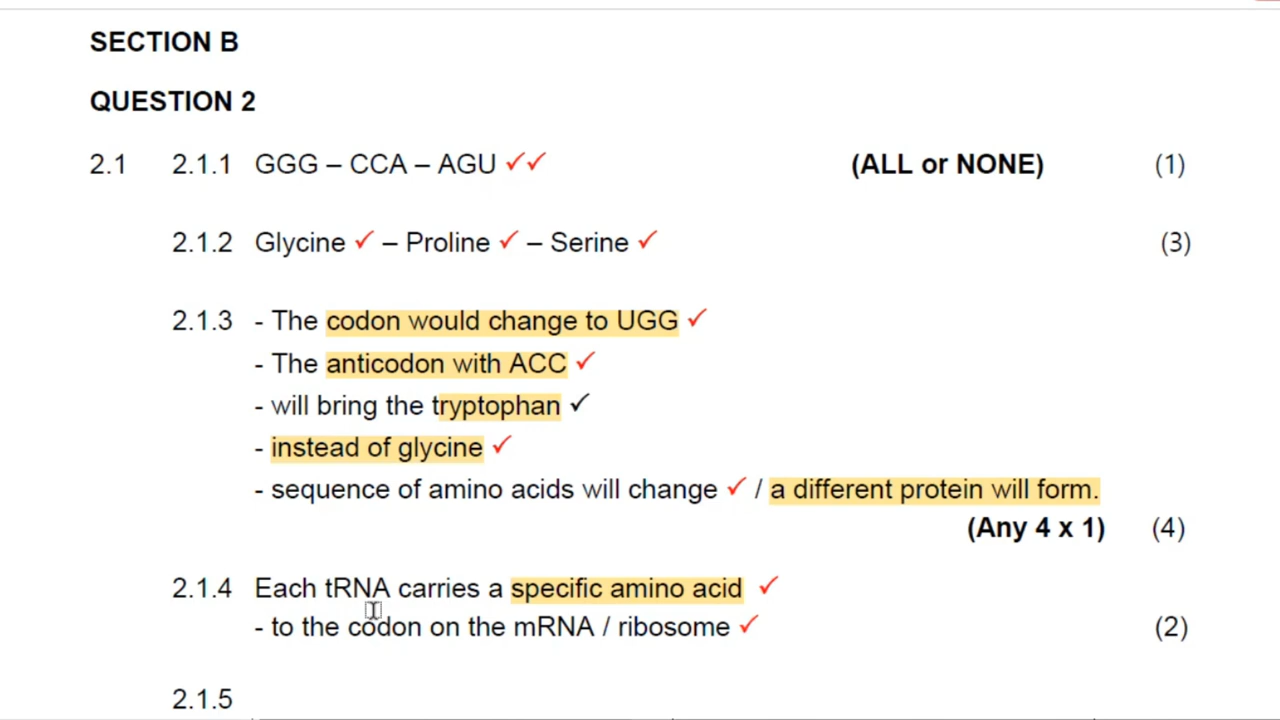 SECTION B
QUESTION 2
2.1 2.1.1 GGG – CCA – AGU ✓✓ (ALL or NONE) (1)
2.1.2 Glycine ✓ – Proline ✓ – Serine ✓ (3)
2.1.3 - The codon would change to UGG ✓
- The anticodon with ACC ✓
- will bring the tryptophan ✓
- instead of glycine ✓
- sequence of amino acids will change ✓ / a different protein will form.
(Any 4 x 1) (4)
2.1.4 Each tRNA carries a specific amino acid ✓
- to the codon on the mRNA / ribosome ✓ (2)
2.1.5